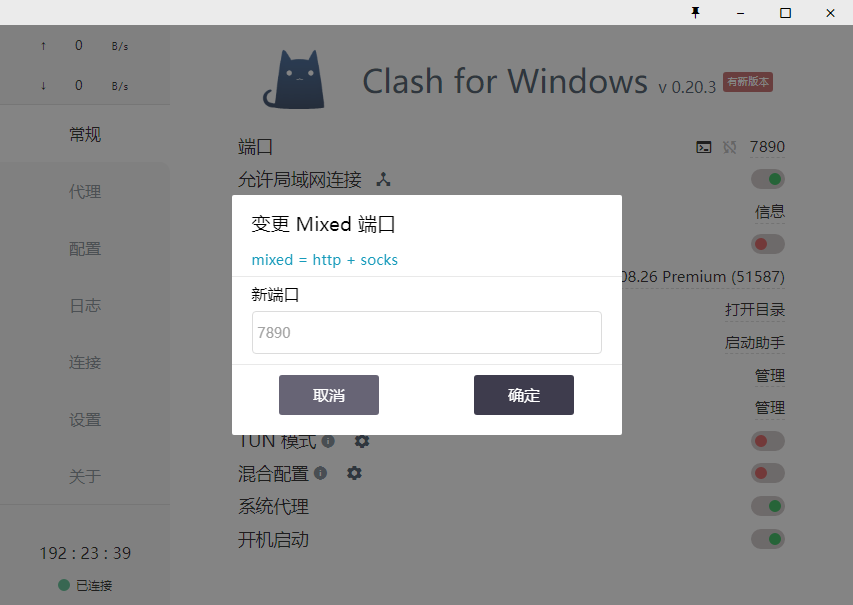 ↑ 0 B/s
↓ 0 B/s
常规
代理
配置
日志
连接
设置
关于
192 : 23 : 39
已连接
Clash for Windows v 0.20.3 有新版本
端口 7890
允许局域网连接
信息
08.26 Premium (51587)
打开目录
启动助手
管理
管理
TUN 模式
混合配置
系统代理
开机启动
变更 Mixed 端口
mixed = http + socks
新端口
7890
取消 确定